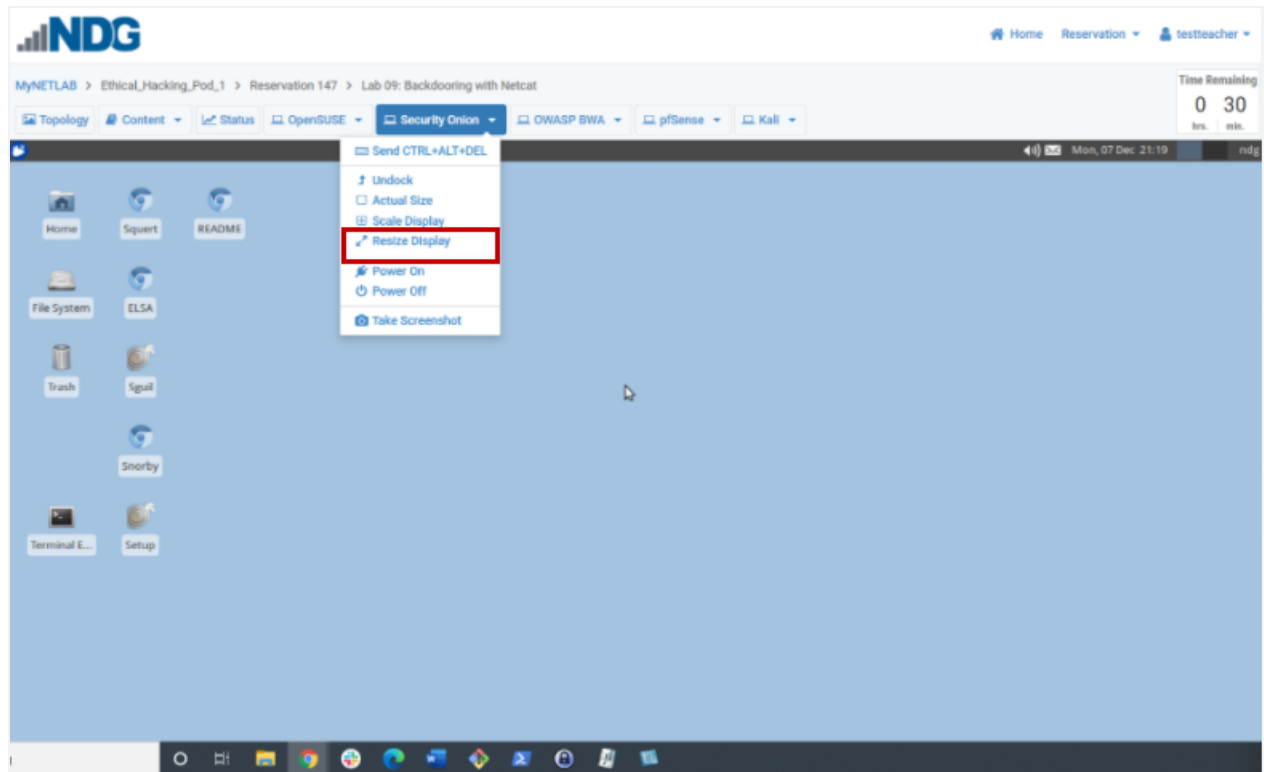 NDG
Home Reservation testteacher
MyNETLAB > Ethical_Hacking_Pod_1 > Reservation 147 > Lab 09: Backdooring with Netcat
Time Remaining
0 30
hrs. min.
Topology Content Status OpenSUSE Security Onion OWASP BWA pfSense Kali
Send CTRL+ALT+DEL
Mon, 07 Dec 21:19 ndg
Undock
Actual Size
Scale Display
Resize Display
Power On
Power Off
Take Screenshot
Home Squert README
File System ELSA
Trash Sguil
Snorby
Terminal E... Setup